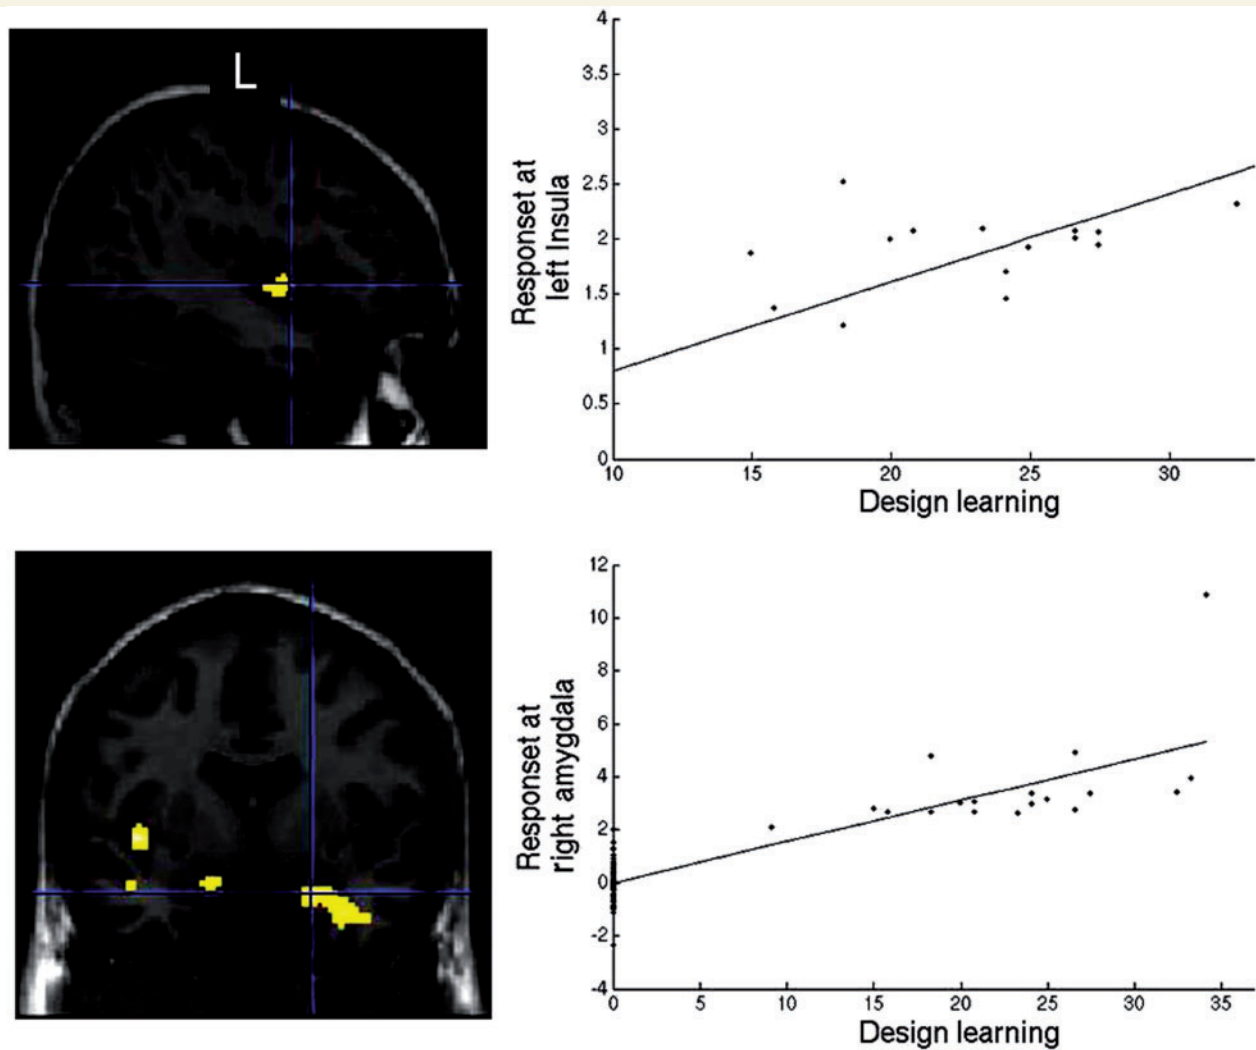 L
4
3.5
3
2.5
2
1.5
1
0.5
0
Responset at
left Insula
10 15 20 25 30
Design learning
12
10
8
6
4
2
0
-2
-4
Responset at
right amygdala
0 5 10 15 20 25 30 35
Design learning